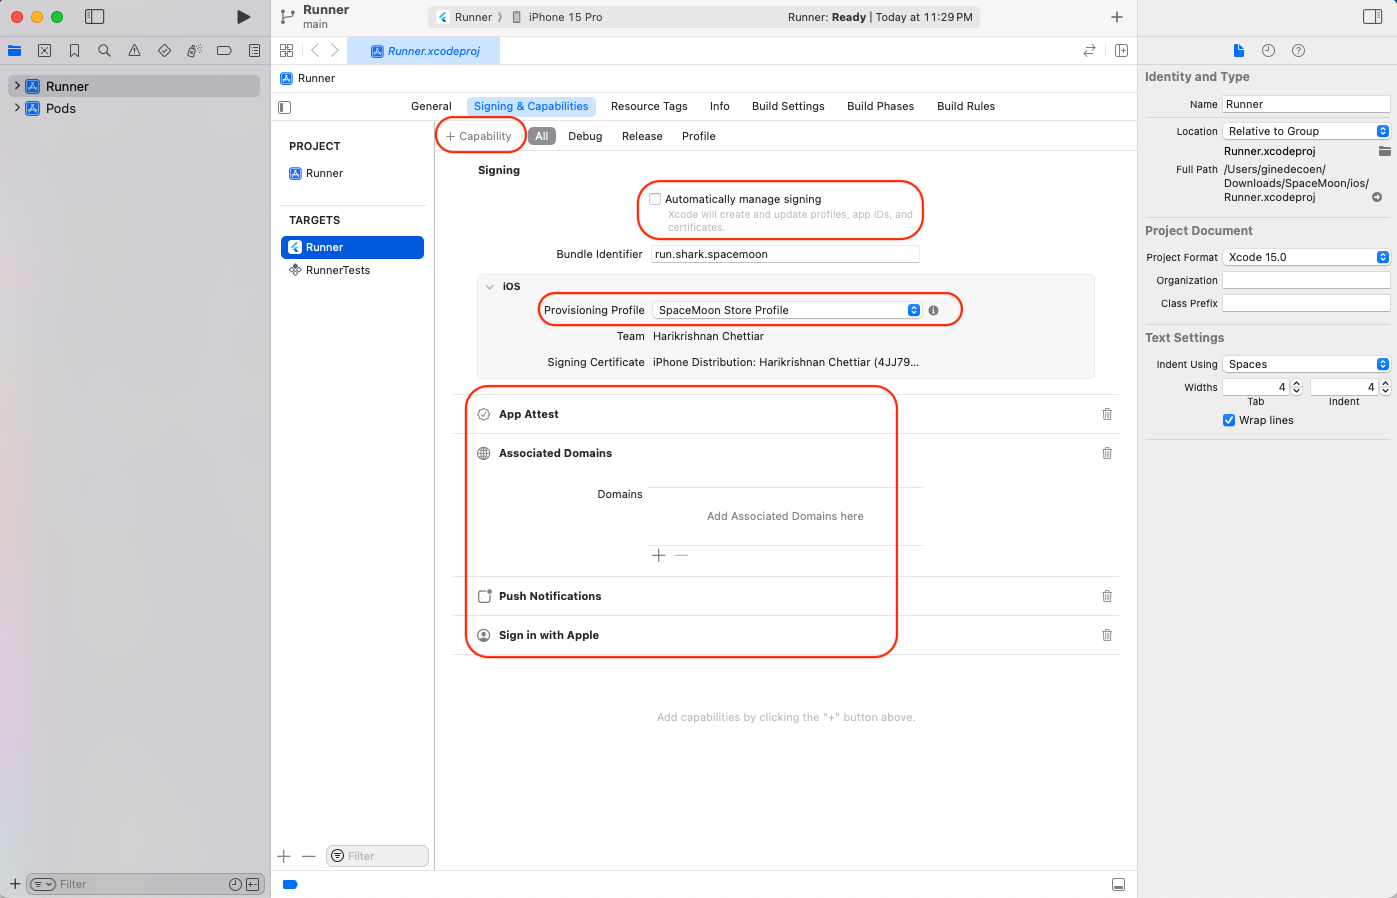 Runner
main
Runner
iPhone 15 Pro
Runner: Ready | Today at 11:29 PM
Runner.xcodeproj
Runner
Pods
Runner
General
Signing & Capabilities
Resource Tags
Info
Build Settings
Build Phases
Build Rules
+ Capability
All
Debug
Release
Profile
PROJECT
Runner
TARGETS
Runner
RunnerTests
Filter
Filter
Signing
Automatically manage signing
Xcode will create and update profiles, app IDs, and
certificates.
Bundle Identifier run.shark.spacemoon
iOS
Provisioning Profile SpaceMoon Store Profile
Team Harikrishnan Chettiar
Signing Certificate iPhone Distribution: Harikrishnan Chettiar (4JJ79...
App Attest
Associated Domains
Domains
Add Associated Domains here
Push Notifications
Sign in with Apple
Add capabilities by clicking the "+" button above.
Identity and Type
Name Runner
Location Relative to Group
Runner.xcodeproj
Full Path /Users/ginedecoen/
Downloads/SpaceMoon/ios/
Runner.xcodeproj
Project Document
Project Format Xcode 15.0
Organization
Class Prefix
Text Settings
Indent Using Spaces
Widths 4 4
Tab Indent
Wrap lines